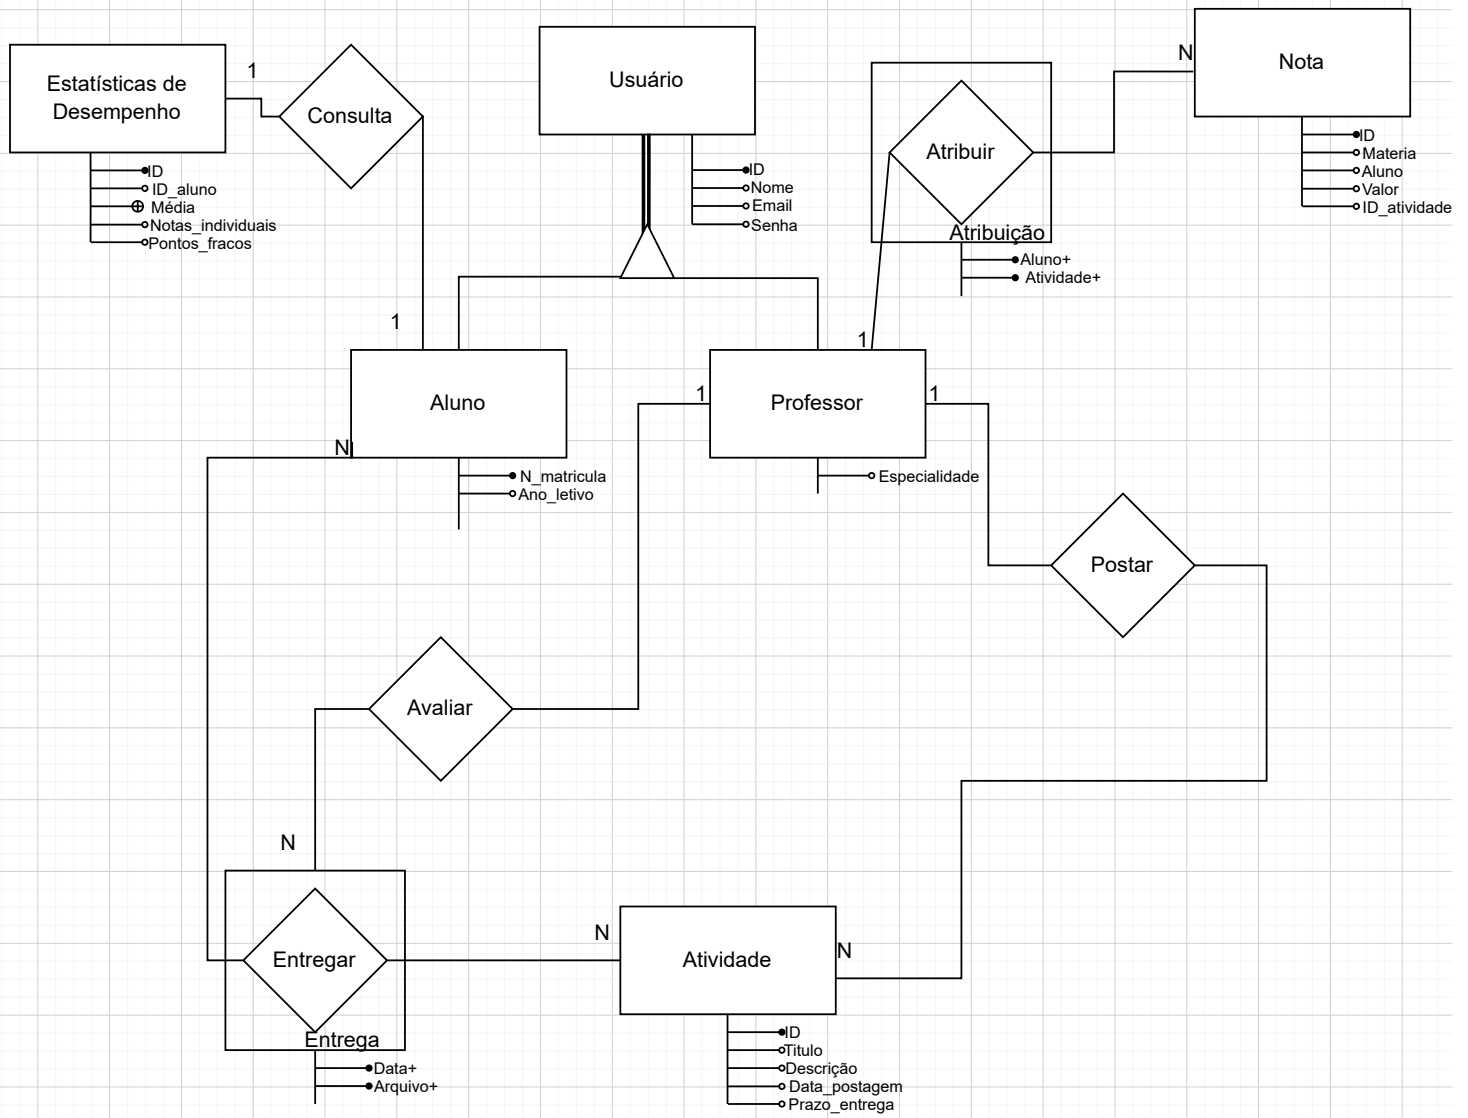 Estatísticas de
Desempenho
1
Consulta
ID
ID_aluno
Média
Notas_individuais
Pontos_fracos
Usuário
ID
Nome
Email
Senha
Atribuir
Atribuição
Aluno+
Atividade+
N
Nota
ID
Materia
Aluno
Valor
ID_atividade
1
Aluno
N
N_matricula
Ano_letivo
1
1
Professor
1
Especialidade
Postar
Avaliar
N
Entregar
Entrega
Data+
Arquivo+
N
Atividade
N
ID
Titulo
Descrição
Data_postagem
Prazo_entrega